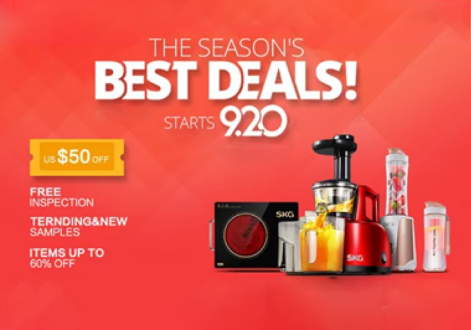 THE SEASON'S
BEST DEALS!
STARTS 9.20
US $50 OFF
FREE
INSPECTION
TERNDING&NEW
SAMPLES
ITEMS UP TO
60% OFF
SKG
SKG